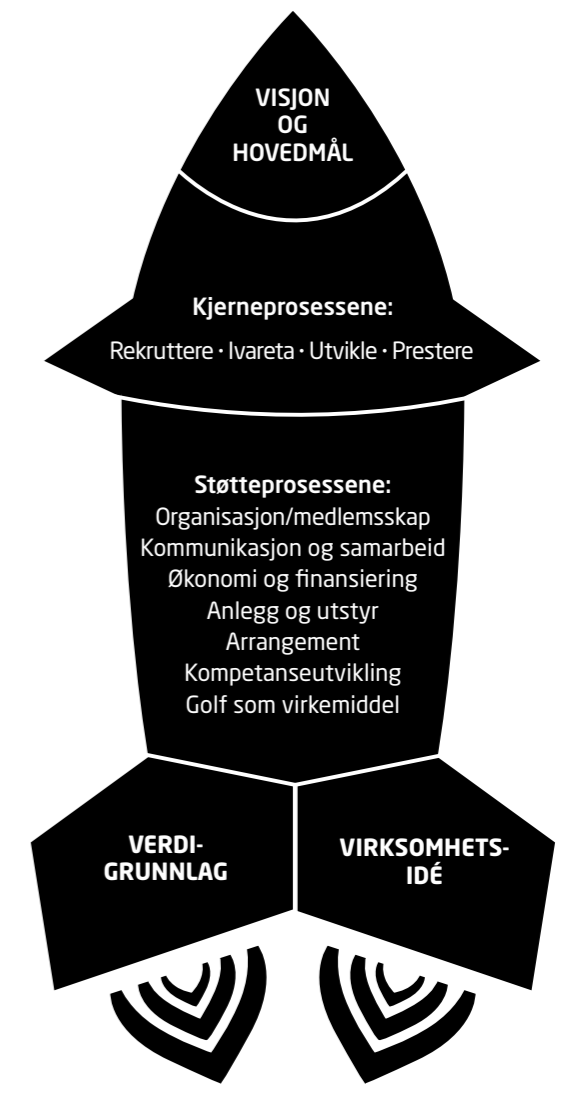 VISJON
OG
HOVEDMÅL
Kjerneprosessene:
Rekruttere · Ivareta · Utvikle · Prestere
Støtteprosessene:
Organisasjon/medlemsskap
Kommunikasjon og samarbeid
Økonomi og finansiering
Anlegg og utstyr
Arrangement
Kompetanseutvikling
Golf som virkemiddel
VERDI-
GRUNNLAG
VIRKSOMHETS-
IDÉ